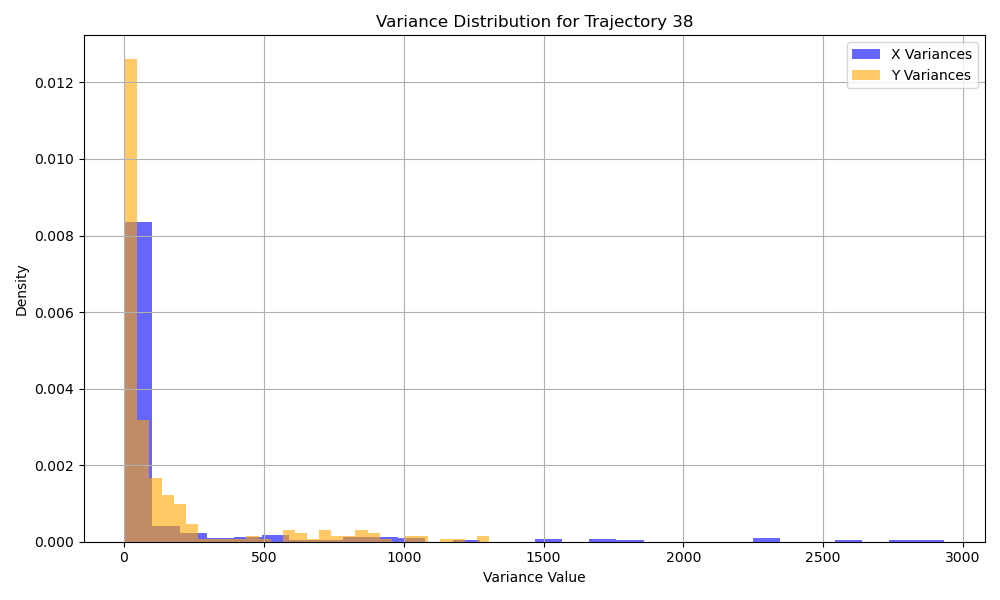 Variance Distribution for Trajectory 38
X Variances
Y Variances
0.012
0.010
0.008
0.006
0.004
0.002
0.000
Density
0 500 1000 1500 2000 2500 3000
Variance Value